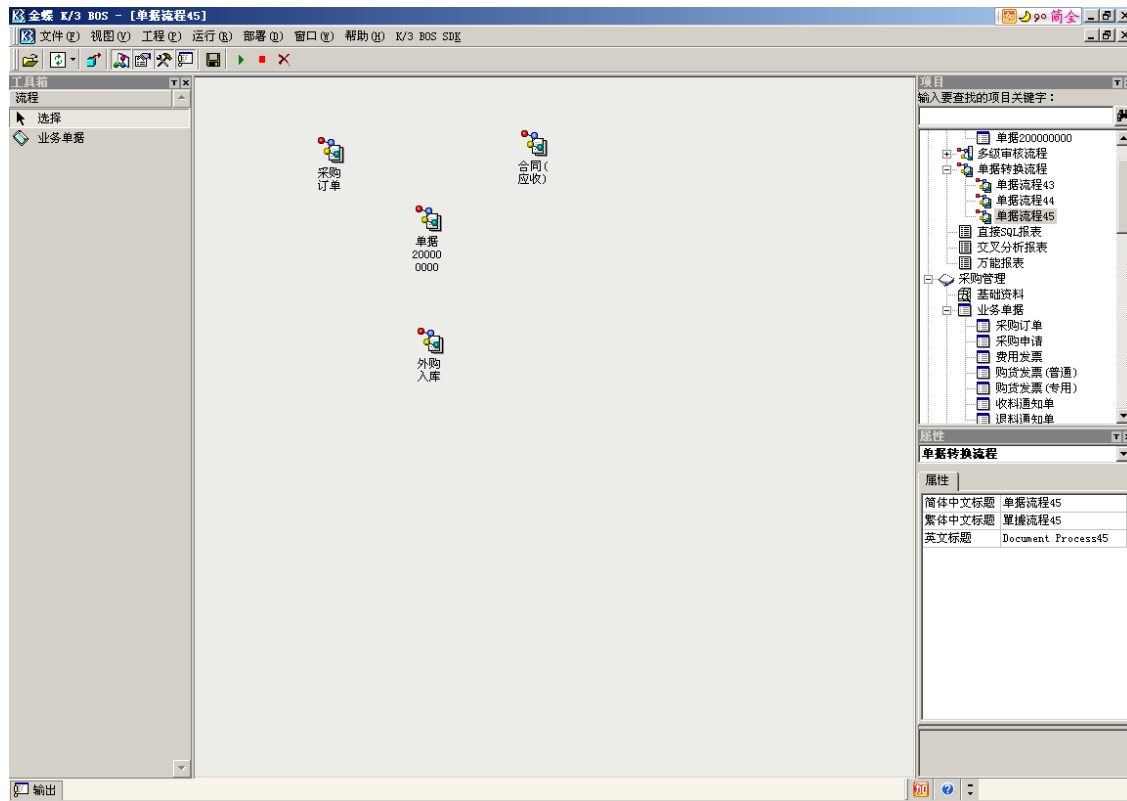 金蝶 K/3 BOS - [单据流程45]
简全
文件(F) 视图(V) 工程(E) 运行(R) 部署(D) 窗口(W) 帮助(H) K/3 BOS SDK
工具箱
流程
选择
业务单据
采购
订单
合同(
应收)
单据
20000
0000
外购
入库
项目
输入要查找的项目关键字：
单据200000000
多级审核流程
单据转换流程
单据流程43
单据流程44
单据流程45
直接SQL报表
交叉分析报表
万能报表
采购管理
基础资料
业务单据
采购订单
采购申请
费用发票
购货发票(普通)
购货发票(专用)
收料通知单
退料通知单
属性
单据转换流程
属性
简体中文标题 单据流程45
繁体中文标题 單據流程45
英文标题 Document Process45
输出